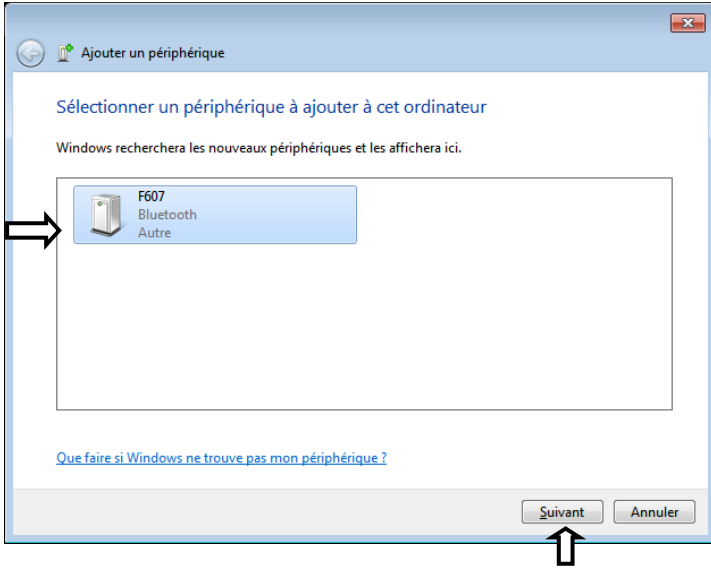 Ajouter un périphérique
Sélectionner un périphérique à ajouter à cet ordinateur
Windows recherchera les nouveaux périphériques et les affichera ici.
F607
Bluetooth
Autre
Que faire si Windows ne trouve pas mon périphérique ?
Suivant
Annuler